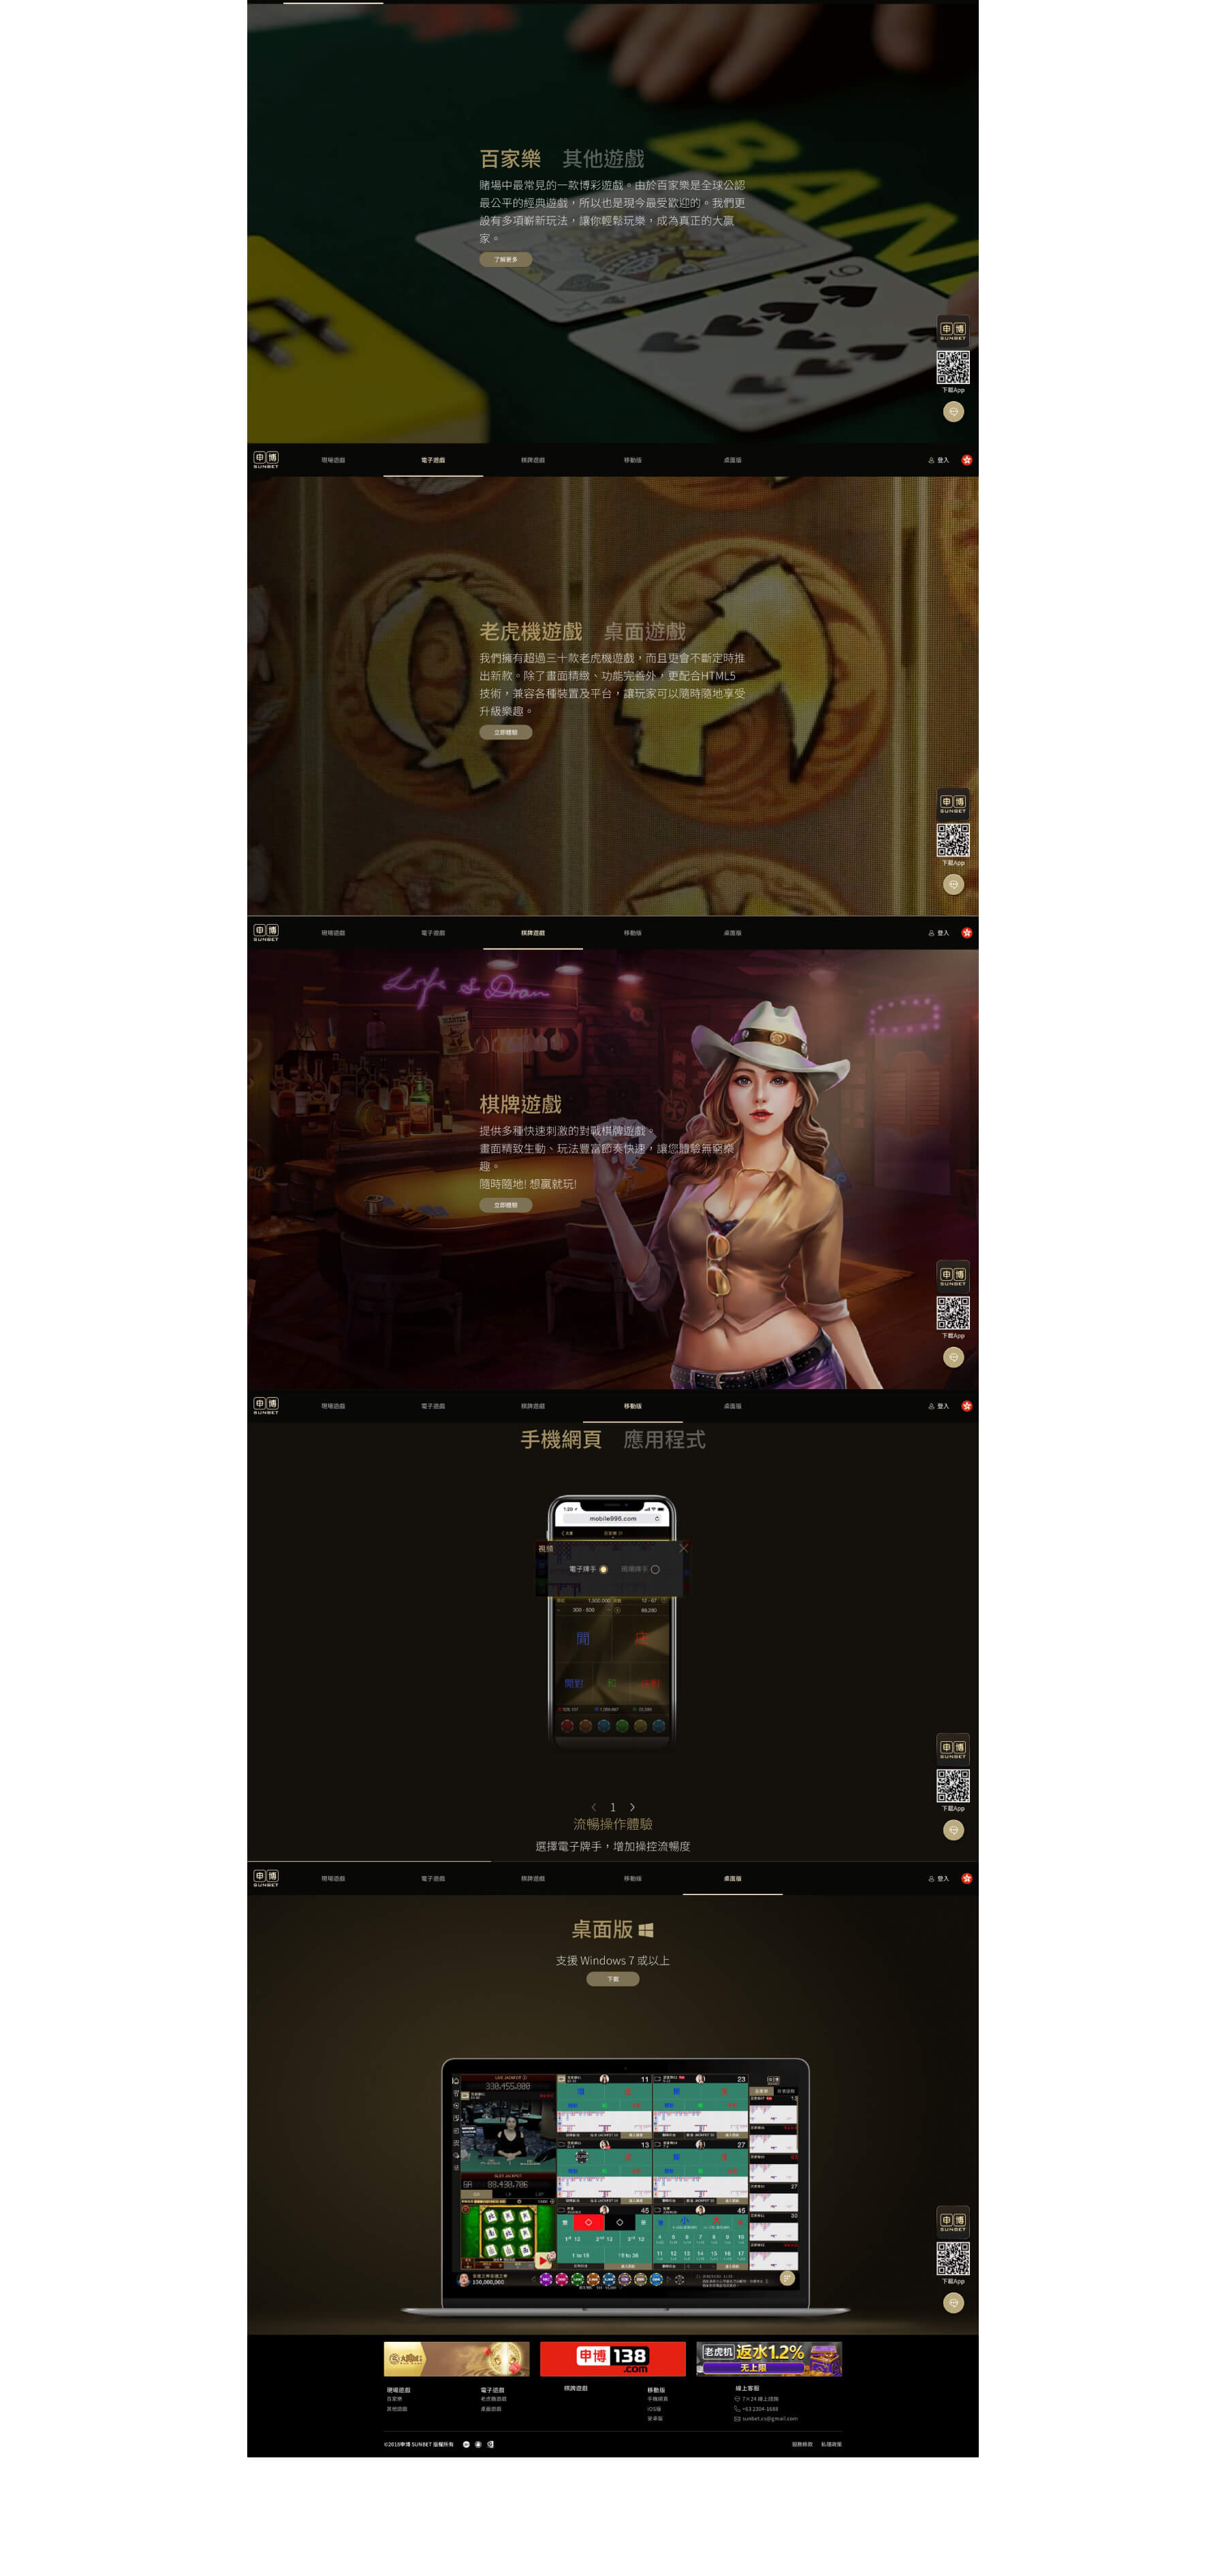 百家樂 其他遊戲
賭場中最常見的一款博彩遊戲。由於百家樂是全球公認
最公平的經典遊戲，所以也是現今最受歡迎的。我們更
設有多項嶄新玩法，讓你輕鬆玩樂，成為真正的大贏
家。
了解更多
申博
SUNBET
下載App
申博
SUNBET
現場遊戲 電子遊戲 棋牌遊戲 移動版 桌面版 登入
老虎機遊戲 桌面遊戲
我們擁有超過三十款老虎機遊戲，而且更會不斷定時推
出新款。除了畫面精緻、功能完善外，更配合HTML5
技術，兼容各種裝置及平台，讓玩家可以隨時隨地享受
升級樂趣。
立即體驗
申博
SUNBET
下載App
申博
SUNBET
現場遊戲 電子遊戲 棋牌遊戲 移動版 桌面版 登入
棋牌遊戲
提供多種快速刺激的對戰棋牌遊戲。
畫面精致生動、玩法豐富節奏快速，讓您體驗無窮樂
趣。
隨時隨地! 想贏就玩!
立即體驗
申博
SUNBET
下載App
申博
SUNBET
現場遊戲 電子遊戲 棋牌遊戲 移動版 桌面版 登入
手機網頁 應用程式
1:20
mobile996.com
視頻
電子牌手 現場牌手
300 - 500
閒 庄
閒對 和 庄對
1
流暢操作體驗
選擇電子牌手，增加操控流暢度
申博
SUNBET
下載App
申博
SUNBET
現場遊戲 電子遊戲 棋牌遊戲 移動版 桌面版 登入
桌面版
支援 Windows 7 或以上
下載
申博
SUNBET
下載App
申博 138
.com
老虎机 返水1.2%
无上限
現場遊戲 電子遊戲 棋牌遊戲 移動版 線上客服
百家樂 老虎機遊戲 手機網頁 7×24 線上諮詢
其他遊戲 桌面遊戲 iOS版 +63 2304-1688
安卓版 sunbet.cs@gmail.com
©2018申博 SUNBET 版權所有 服務條款 私隱政策